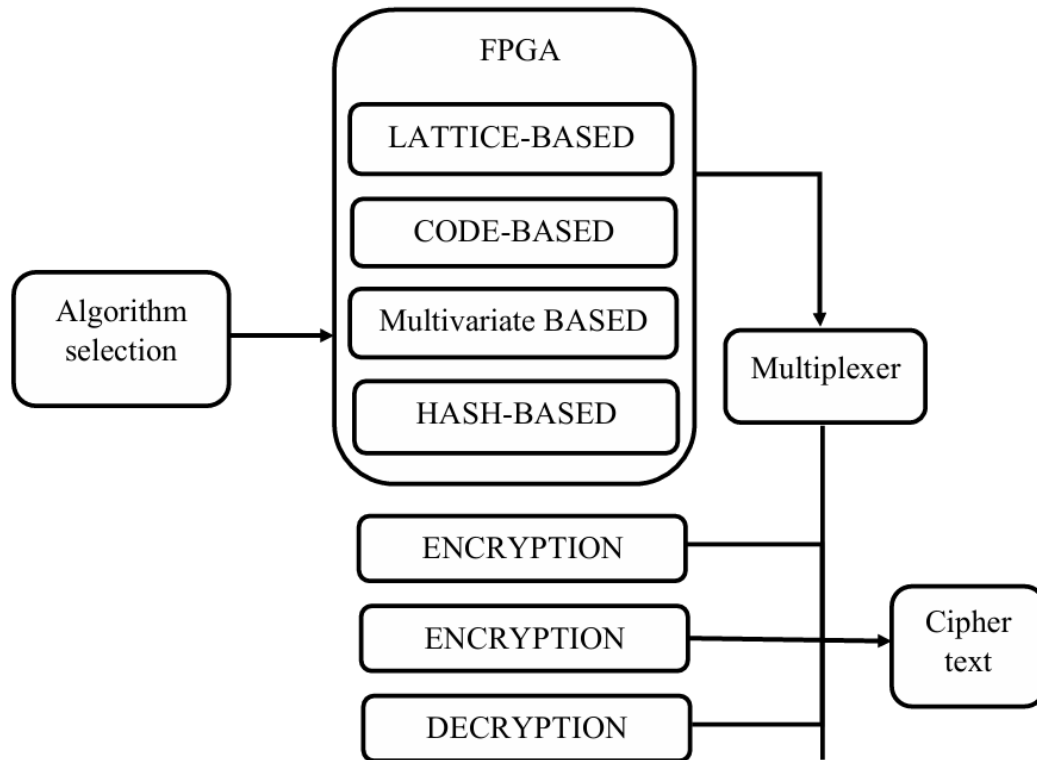 FPGA
LATTICE-BASED
CODE-BASED
Multivariate BASED
HASH-BASED
Algorithm
selection
Multiplexer
ENCRYPTION
ENCRYPTION
DECRYPTION
Cipher
text